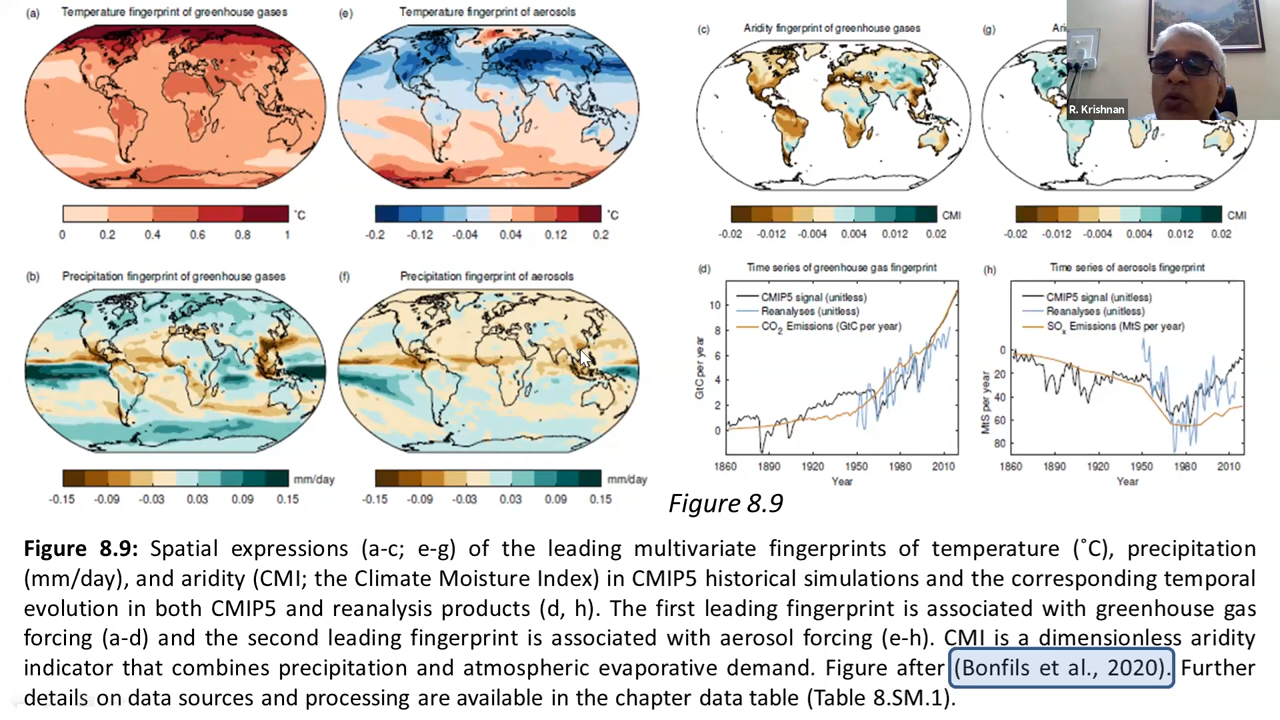 (a) Temperature fingerprint of greenhouse gases
0 0.2 0.4 0.6 0.8 1
˚C
(e) Temperature fingerprint of aerosols
-0.2 -0.12 -0.04 0.04 0.12 0.2
˚C
(c) Aridity fingerprint of greenhouse gases
-0.02 -0.012 -0.004 0.004 0.012 0.02
CMI
(g) Ari
-0.02 -0.012 -0.004 0.004 0.012 0.02
CMI
R. Krishnan
(b) Precipitation fingerprint of greenhouse gases
mm/day
-0.15 -0.09 -0.03 0.03 0.09 0.15
(f) Precipitation fingerprint of aerosols
mm/day
-0.15 -0.09 -0.03 0.03 0.09 0.15
(d) Time series of greenhouse gas fingerprint
CMIP5 signal (unitless)
Reanalyses (unitless)
CO2 Emissions (GtC per year)
GtC per year
10
8
6
4
2
0
1860 1890 1920 1950 1980 2010
Year
(h) Time series of aerosols fingerprint
CMIP5 signal (unitless)
Reanalyses (unitless)
SOx Emissions (MtS per year)
MtS per year
0
20
40
60
80
1860 1890 1920 1950 1980 2010
Year
Figure 8.9
Figure 8.9: Spatial expressions (a-c; e-g) of the leading multivariate fingerprints of temperature (˚C), precipitation
(mm/day), and aridity (CMI; the Climate Moisture Index) in CMIP5 historical simulations and the corresponding temporal
evolution in both CMIP5 and reanalysis products (d, h). The first leading fingerprint is associated with greenhouse gas
forcing (a-d) and the second leading fingerprint is associated with aerosol forcing (e-h). CMI is a dimensionless aridity
indicator that combines precipitation and atmospheric evaporative demand. Figure after (Bonfils et al., 2020). Further
details on data sources and processing are available in the chapter data table (Table 8.SM.1).